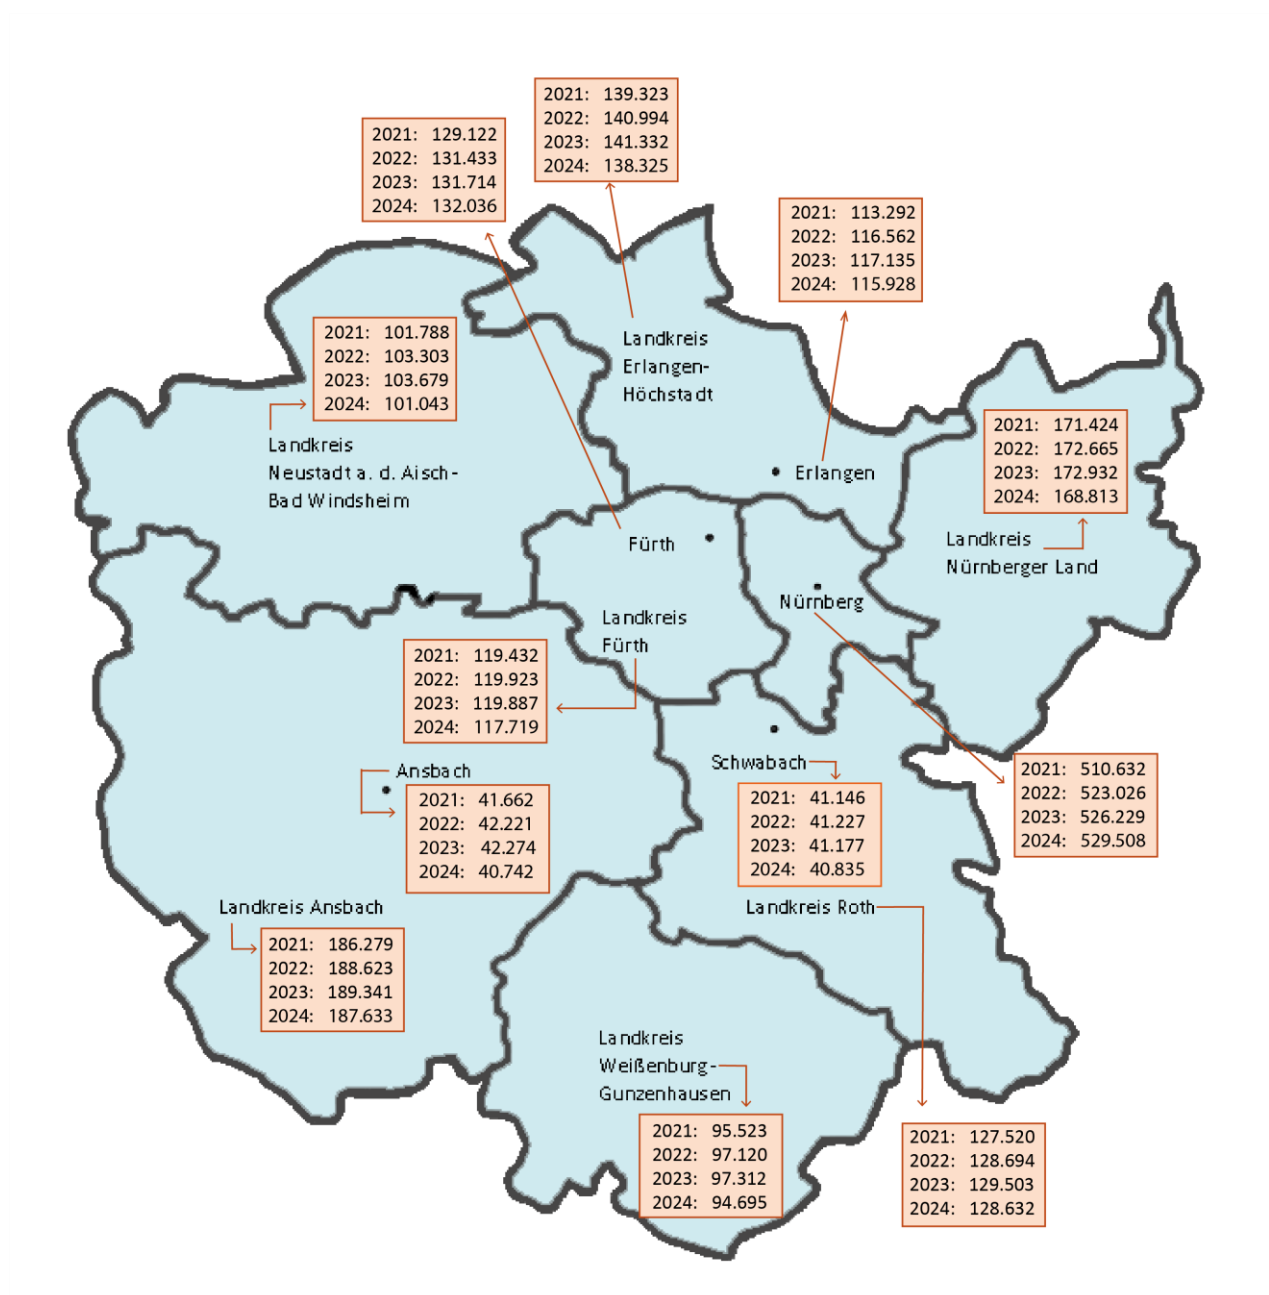 2021: 139.323
2022: 140.994
2023: 141.332
2024: 138.325
2021: 129.122
2022: 131.433
2023: 131.714
2024: 132.036
2021: 113.292
2022: 116.562
2023: 117.135
2024: 115.928
2021: 101.788
2022: 103.303
2023: 103.679
2024: 101.043
Landkreis
Neustadt a. d. Aisch-
Bad Windsheim
Landkreis
Erlangen-
Höchstadt
Erlangen
2021: 171.424
2022: 172.665
2023: 172.932
2024: 168.813
Landkreis
Nürnberger Land
Fürth
Nürnberg
Landkreis
Fürth
2021: 119.432
2022: 119.923
2023: 119.887
2024: 117.719
Ansbach
2021: 41.662
2022: 42.221
2023: 42.274
2024: 40.742
Schwabach
2021: 41.146
2022: 41.227
2023: 41.177
2024: 40.835
2021: 510.632
2022: 523.026
2023: 526.229
2024: 529.508
Landkreis Ansbach
2021: 186.279
2022: 188.623
2023: 189.341
2024: 187.633
Landkreis Roth
Landkreis
Weißenburg-
Gunzenhausen
2021: 95.523
2022: 97.120
2023: 97.312
2024: 94.695
2021: 127.520
2022: 128.694
2023: 129.503
2024: 128.632